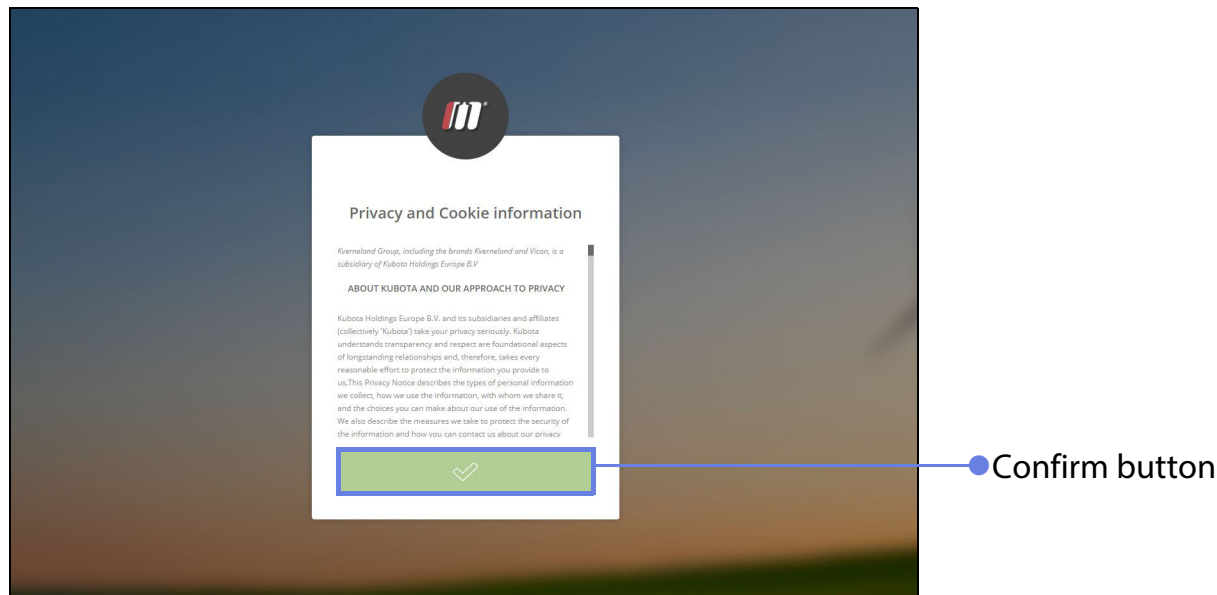 Privacy and Cookie information
Kverneland Group, including the brands Kverneland and Vicon, is a
subsidiary of Kubota Holdings Europe B.V
ABOUT KUBOTA AND OUR APPROACH TO PRIVACY
Kubota Holdings Europe B.V. and its subsidiaries and affiliates
(collectively 'Kubota') take your privacy seriously. Kubota
understands transparency and respect are foundational aspects
of longstanding relationships and, therefore, takes every
reasonable effort to protect the information you provide to
us.This Privacy Notice describes the types of personal information
we collect, how we use the information, with whom we share it,
and the choices you can make about our use of the information.
We also describe the measures we take to protect the security of
the information and how you can contact us about our privacy
Confirm button